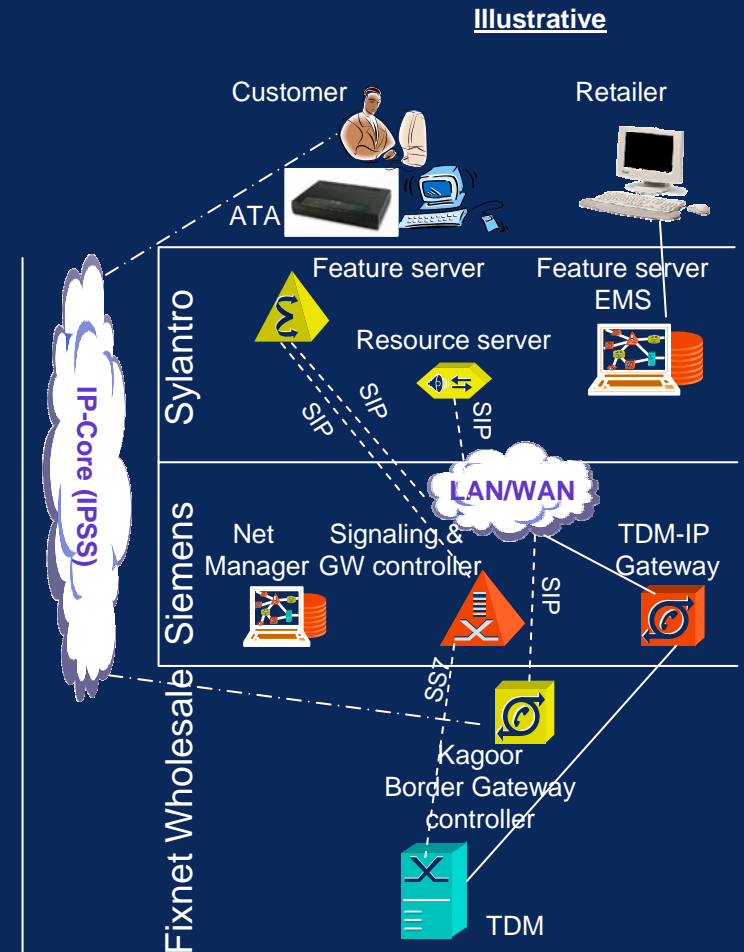 Illustrative
Customer
Retailer
ATA
Sylantro
Feature server
Feature server
EMS
Resource server
SIP
SIP
SIP
IP-Core (IPSS)
LAN/WAN
Siemens
Net
Manager
Signaling &
GW controller
TDM-IP
Gateway
SIP
SS7
Fixnet Wholesale
Kagoor
Border Gateway
controller
TDM